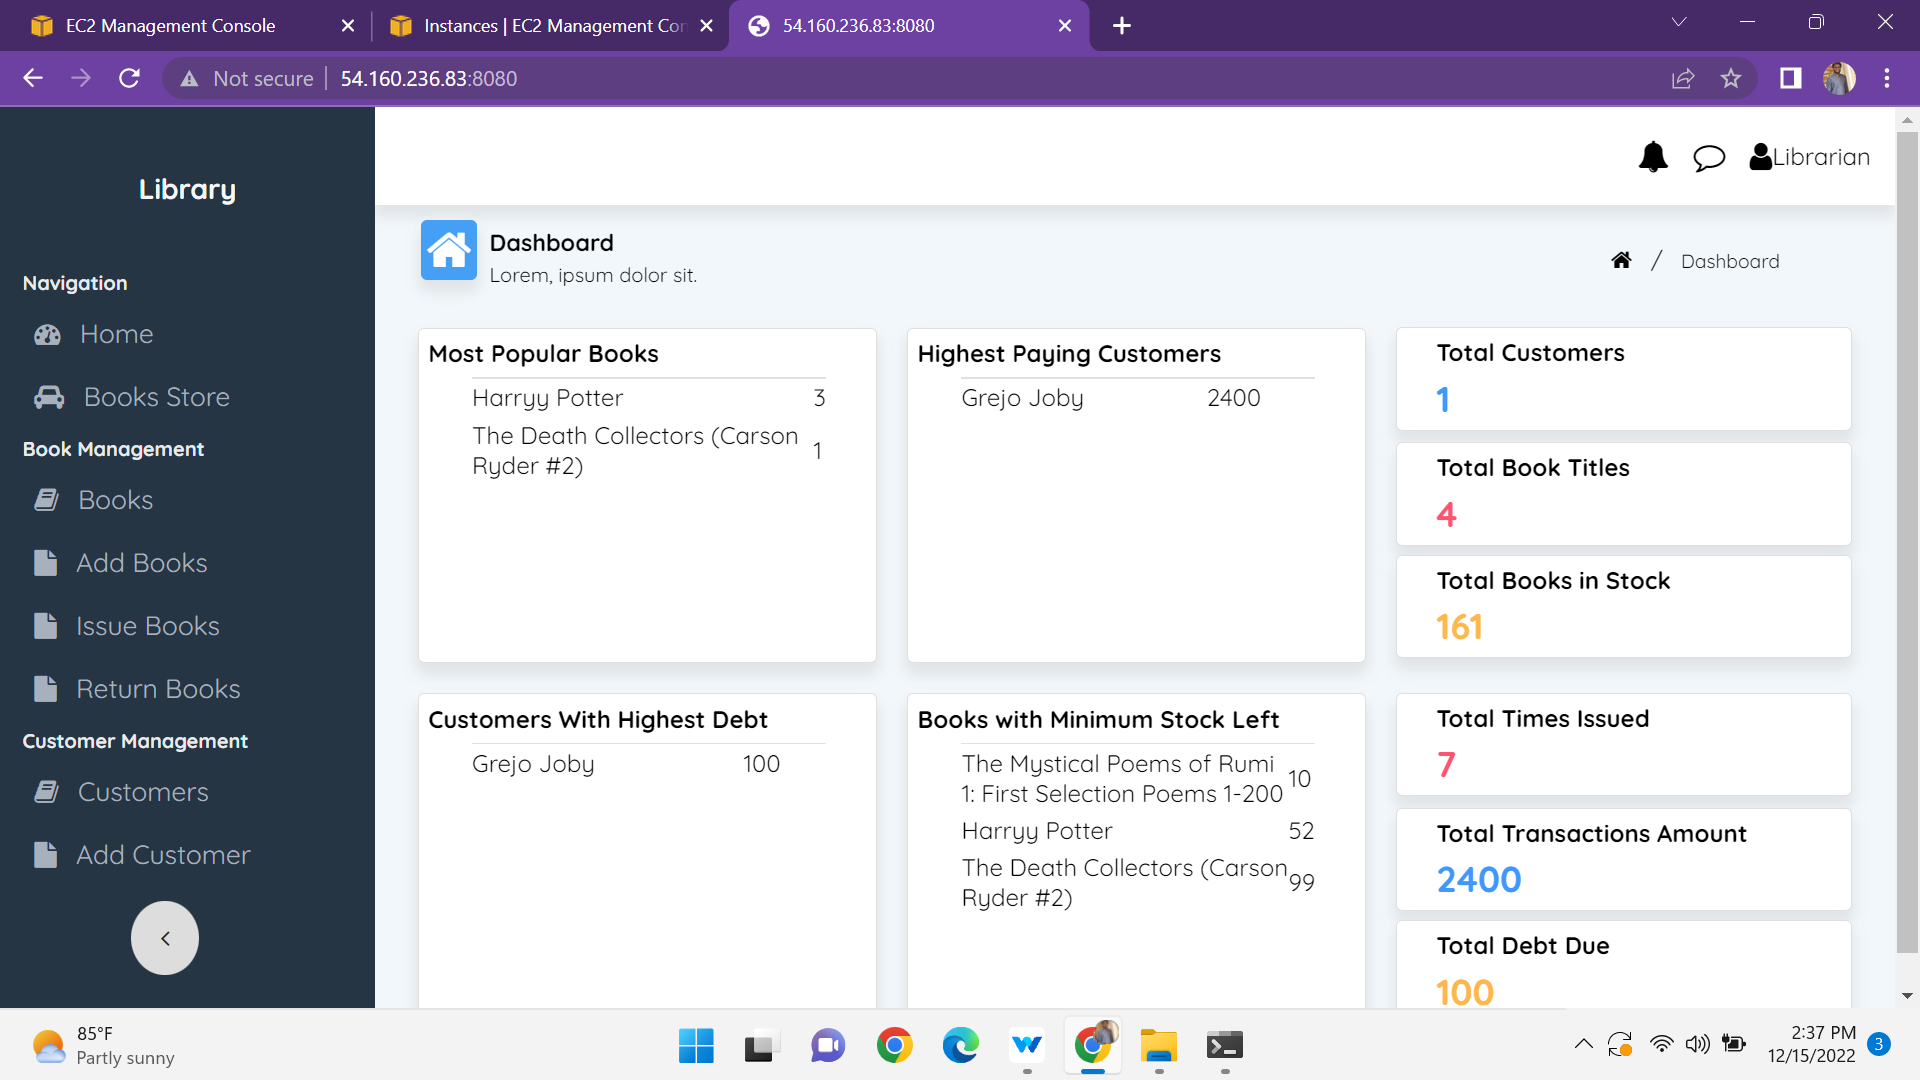 EC2 Management Consol
Instances | EC2 Management Con
54.160.236.83:8080
Not secure
54.160.236.83:8080
Library
Navigation
Home
Books Store
Book Management
Books
Add Books
Issue Books
Return Books
Customer Management
Customers
Add Customer
Librarian
Dashboard
Lorem, ipsum dolor sit.
/ Dashboard
Most Popular Books
Harryy Potter 3
The Death Collectors (Carson
Ryder #2) 1
Highest Paying Customers
Grejo Joby 2400
Total Customers
1
Total Book Titles
4
Total Books in Stock
161
Customers With Highest Debt
Grejo Joby 100
Books with Minimum Stock Left
The Mystical Poems of Rumi
1: First Selection Poems 1-200 10
Harryy Potter 52
The Death Collectors (Carson
Ryder #2) 99
Total Times Issued
7
Total Transactions Amount
2400
Total Debt Due
100
85°F
Partly sunny
2:37 PM
12/15/2022
3